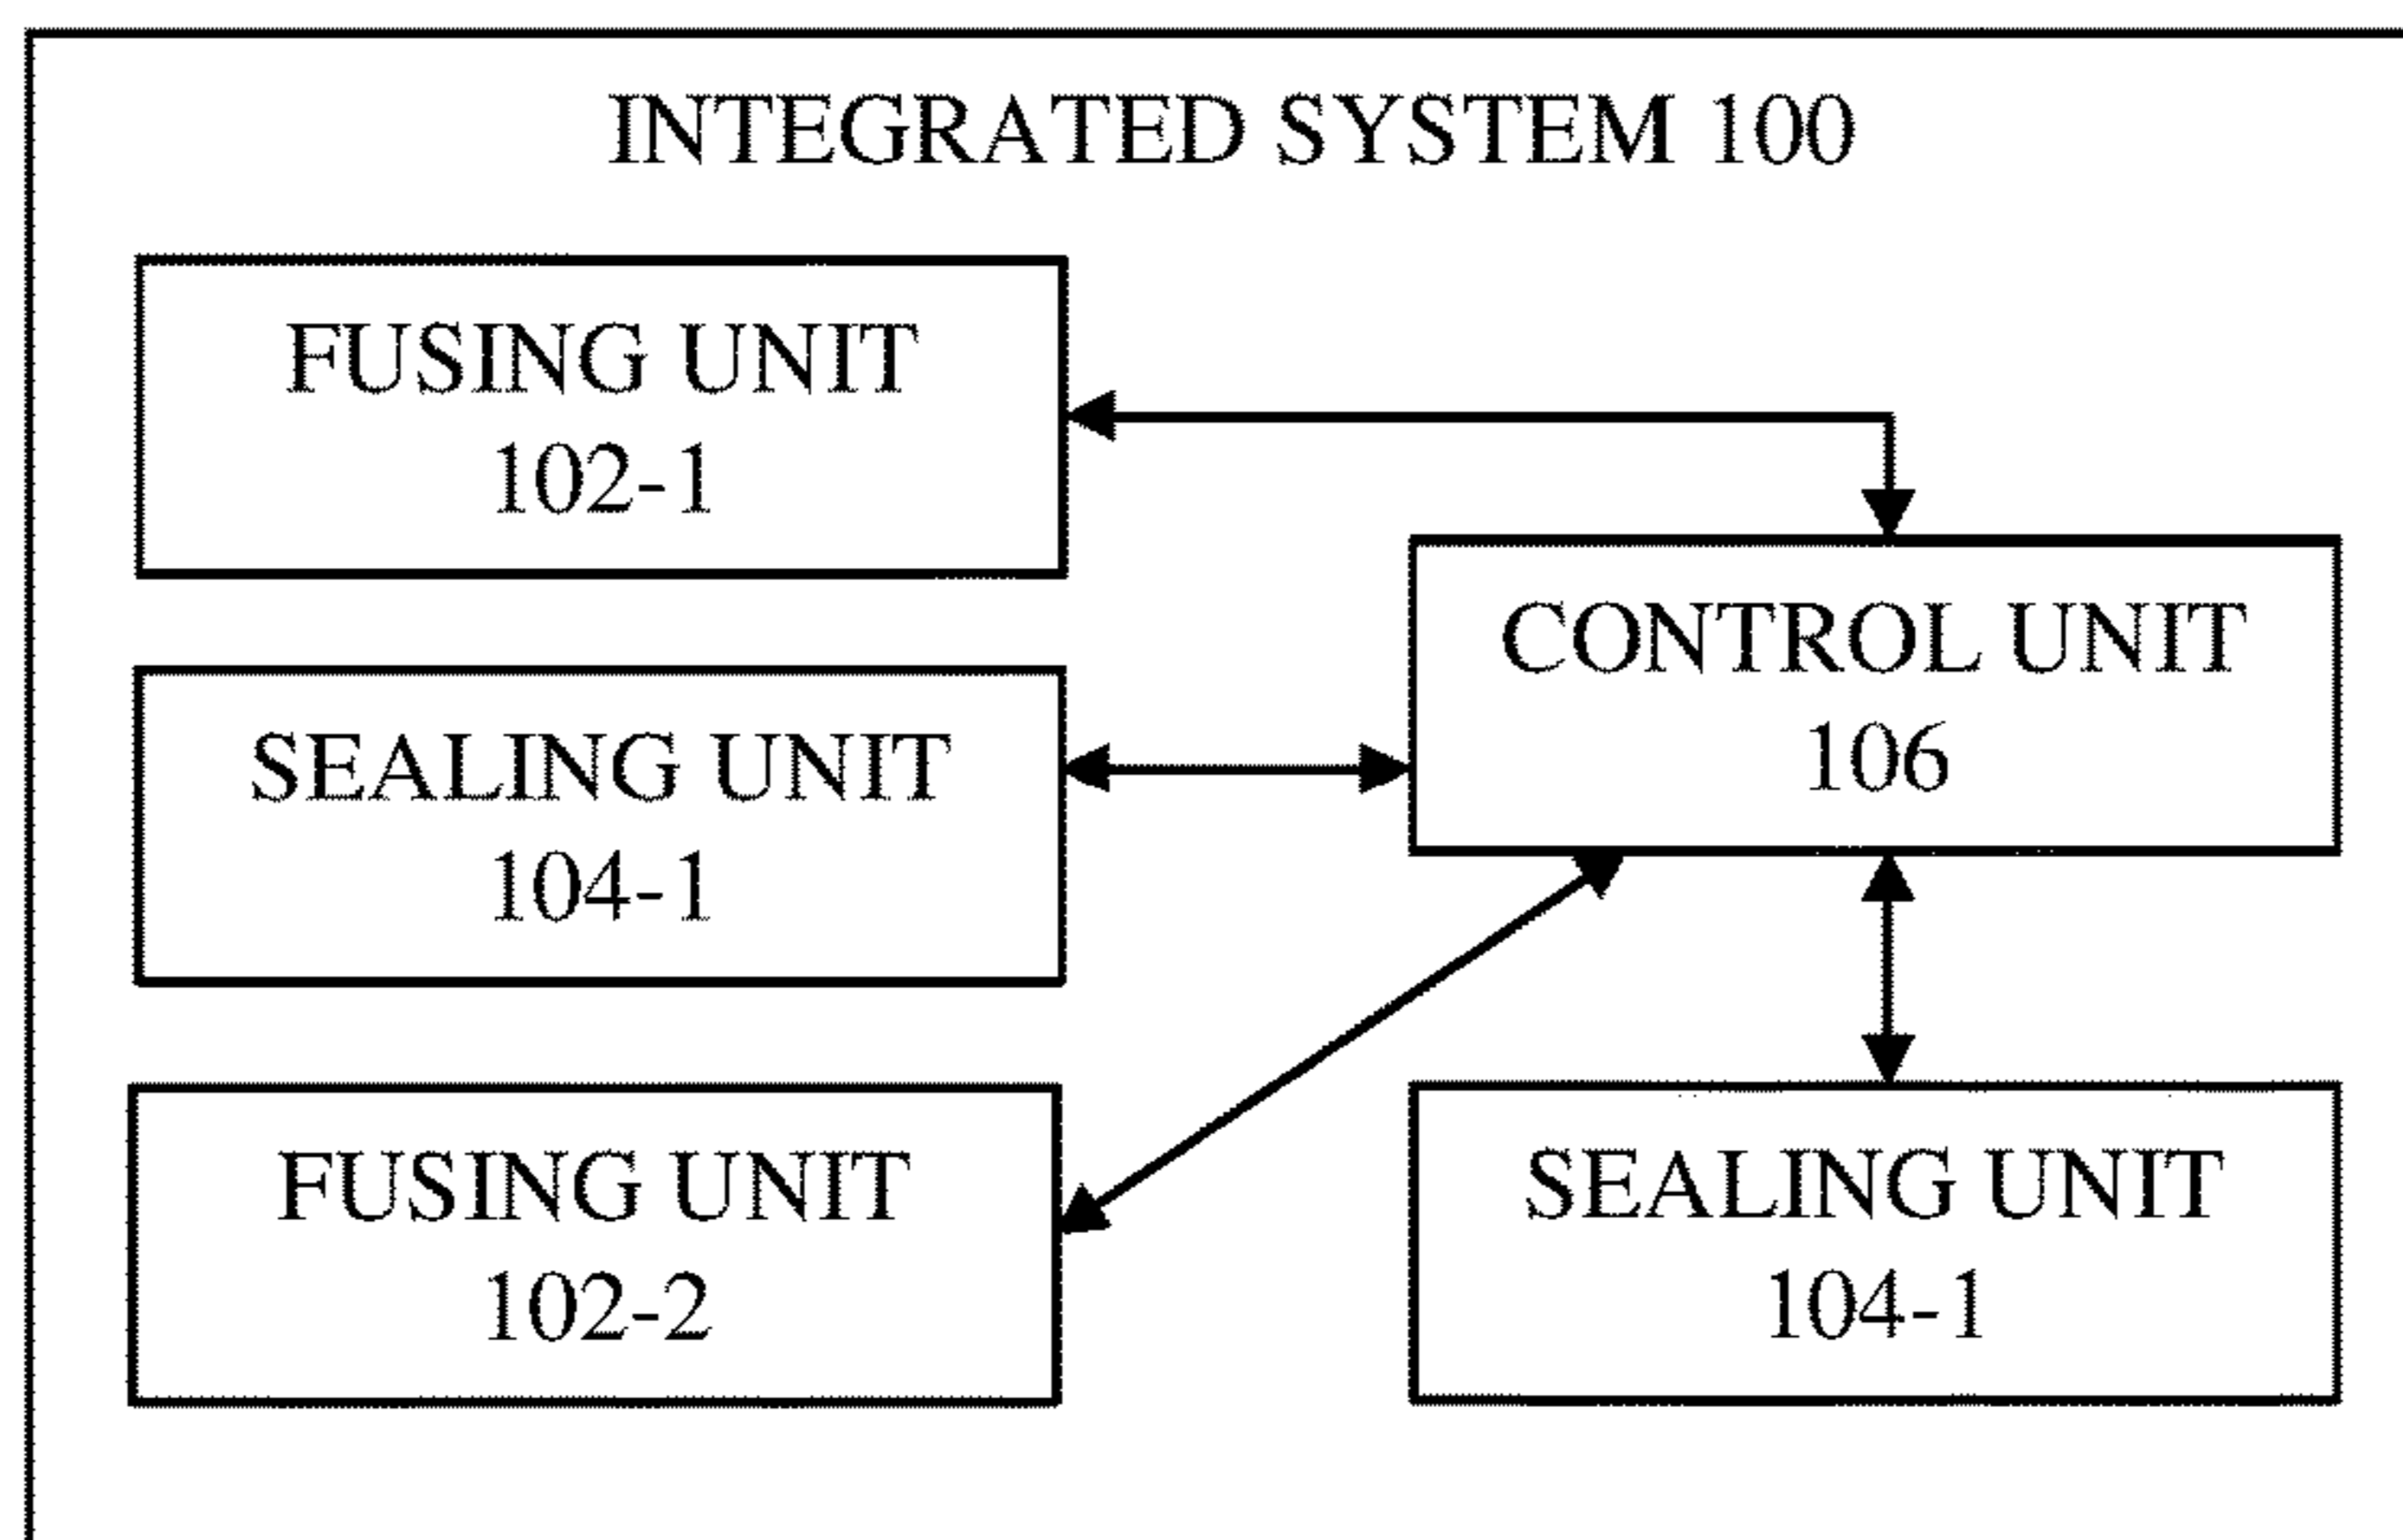 INTEGRATED SYSTEM 100
FUSING UNIT
102-1
CONTROL UNIT
106
SEALING UNIT
104-1
FUSING UNIT
102-2
SEALING UNIT
104-1